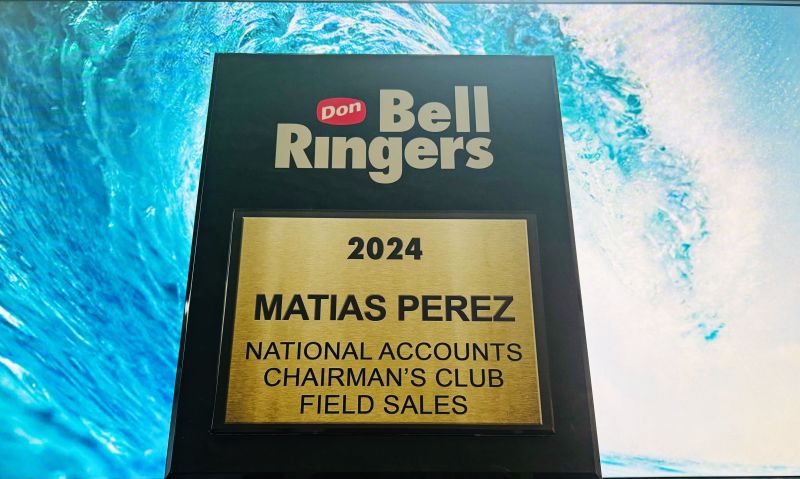 Don Bell
Ringers
2024
MATIAS PEREZ
NATIONAL ACCOUNTS
CHAIRMAN'S CLUB
FIELD SALES